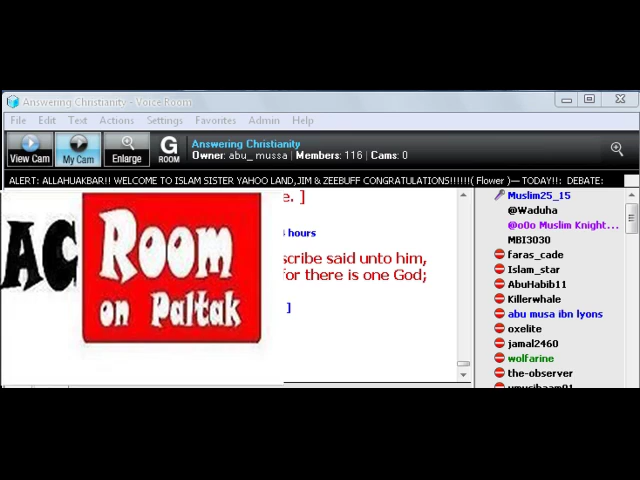 Answering Christianity - Voice Room
File Edit Text Actions Settings Favorites Admin Help
View Cam My Cam Enlarge G ROOM
Answering Christianity
Owner: abu_mussa | Members: 116 | Cams: 0
ALERT: ALLAHUAKBAR!! WELCOME TO ISLAM SISTER YAHOO LAND,JIM & ZEEBUFF CONGRATULATIONS!!!!!!( Flower )— TODAY!!: DEBATE:
e. ]
hours
scribe said unto him,
for there is one God;
]
AC Room
on Paltak
Muslim25_15
@Waduha
@o0o Muslim Knight...
MBI3030
faras_cade
Islam_star
AbuHabib11
Killerwhale
abu musa ibn lyons
oxelite
jamal2460
wolfarine
the-observer